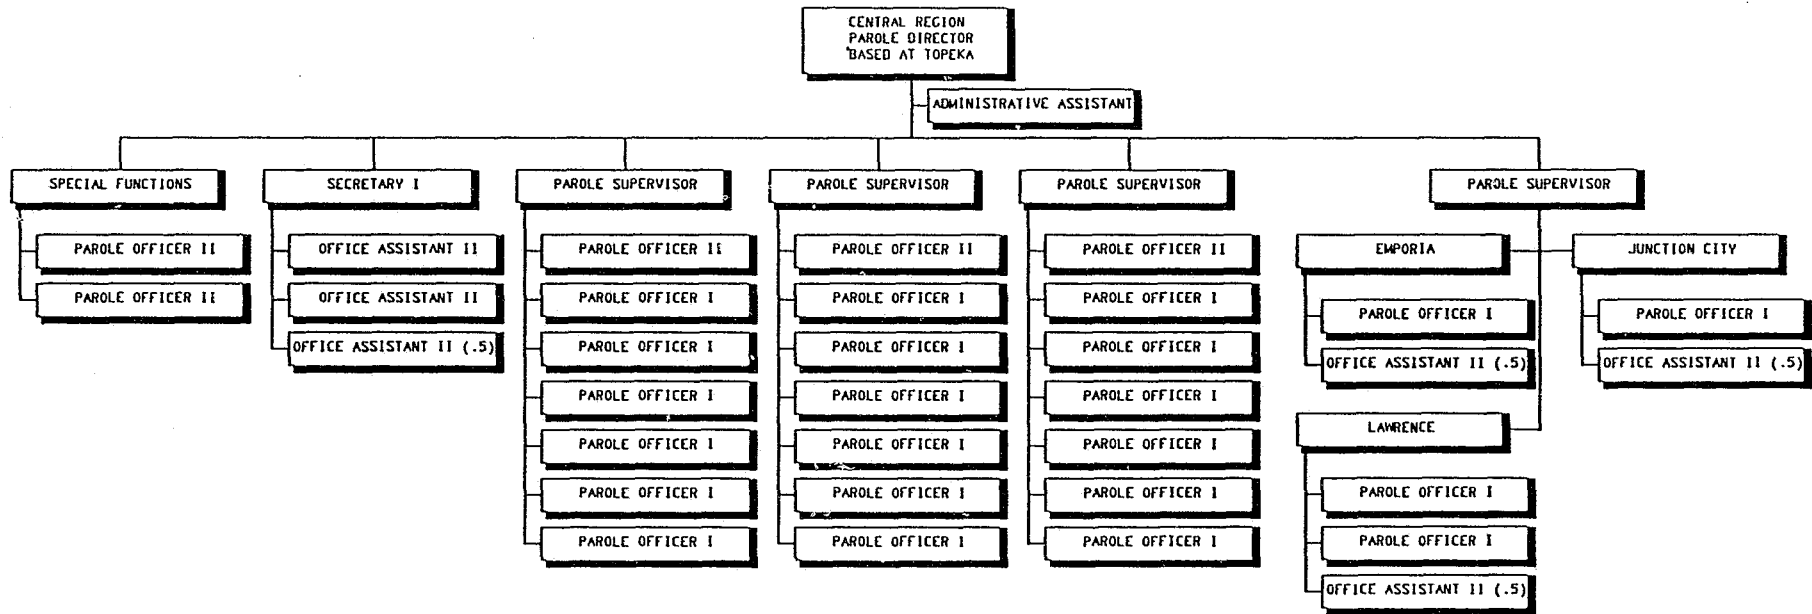 CENTRAL REGION
PAROLE DIRECTOR
BASED AT TOPEKA
ADMINISTRATIVE ASSISTANT
SPECIAL FUNCTIONS
PAROLE OFFICER II
PAROLE OFFICER II
SECRETARY I
OFFICE ASSISTANT II
OFFICE ASSISTANT II
OFFICE ASSISTANT II (.5)
PAROLE SUPERVISOR
PAROLE OFFICER II
PAROLE OFFICER I
PAROLE OFFICER I
PAROLE OFFICER I
PAROLE OFFICER I
PAROLE OFFICER I
PAROLE OFFICER I
PAROLE SUPERVISOR
PAROLE OFFICER II
PAROLE OFFICER I
PAROLE OFFICER I
PAROLE OFFICER I
PAROLE OFFICER I
PAROLE OFFICER I
PAROLE OFFICER I
PAROLE SUPERVISOR
PAROLE OFFICER II
PAROLE OFFICER I
PAROLE OFFICER I
PAROLE OFFICER I
PAROLE OFFICER I
PAROLE OFFICER I
PAROLE OFFICER I
PAROLE SUPERVISOR
EMPORIA
PAROLE OFFICER I
OFFICE ASSISTANT II (.5)
JUNCTION CITY
PAROLE OFFICER I
OFFICE ASSISTANT II (.5)
LAWRENCE
PAROLE OFFICER I
PAROLE OFFICER I
OFFICE ASSISTANT II (.5)